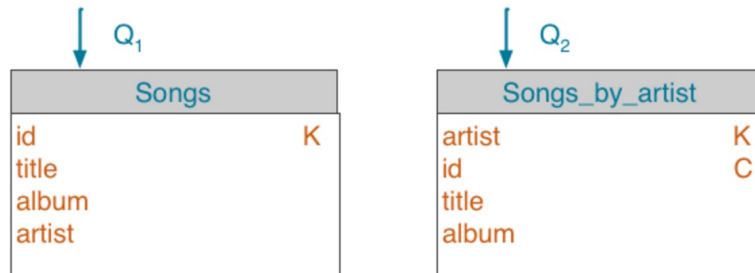 Q1
Songs
id K
title
album
artist
Q2
Songs_by_artist
artist K
id C
title
album